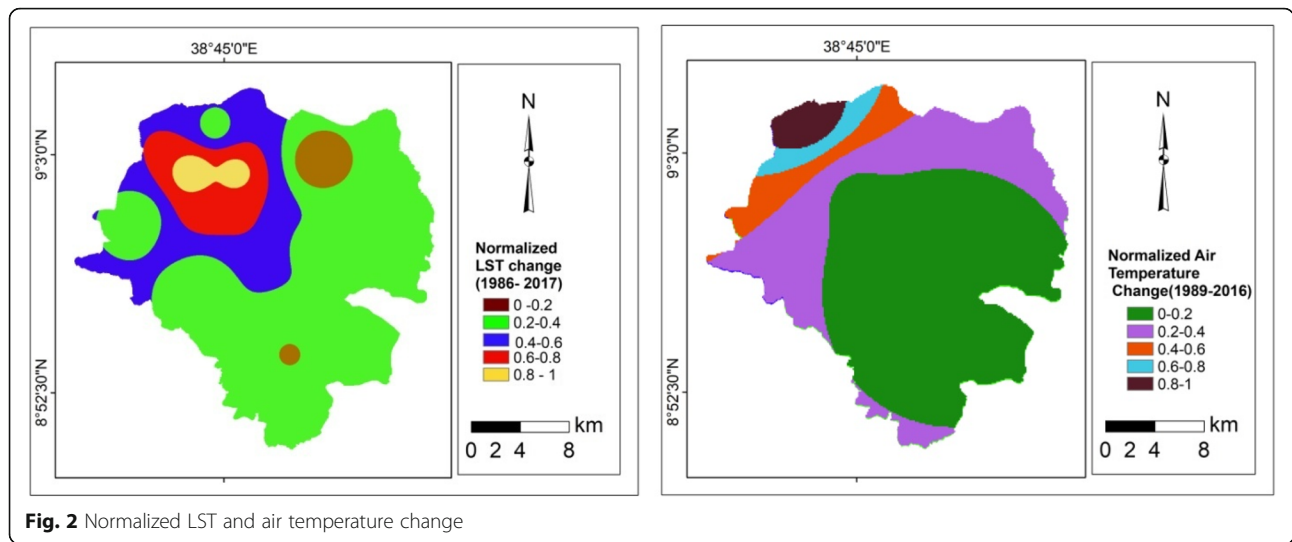 38°45'0"E
9°3'0"N
8°52'30"N
N
Normalized
LST change
(1986- 2017)
0 -0.2
0.2-0.4
0.4-0.6
0.6-0.8
0.8 - 1
km
0 2 4 8
38°45'0"E
9°3'0"N
8°52'30"N
N
Normalized Air
Temperature
Change(1989-2016)
0-0.2
0.2-0.4
0.4-0.6
0.6-0.8
0.8-1
km
0 2 4 8
Fig. 2 Normalized LST and air temperature change